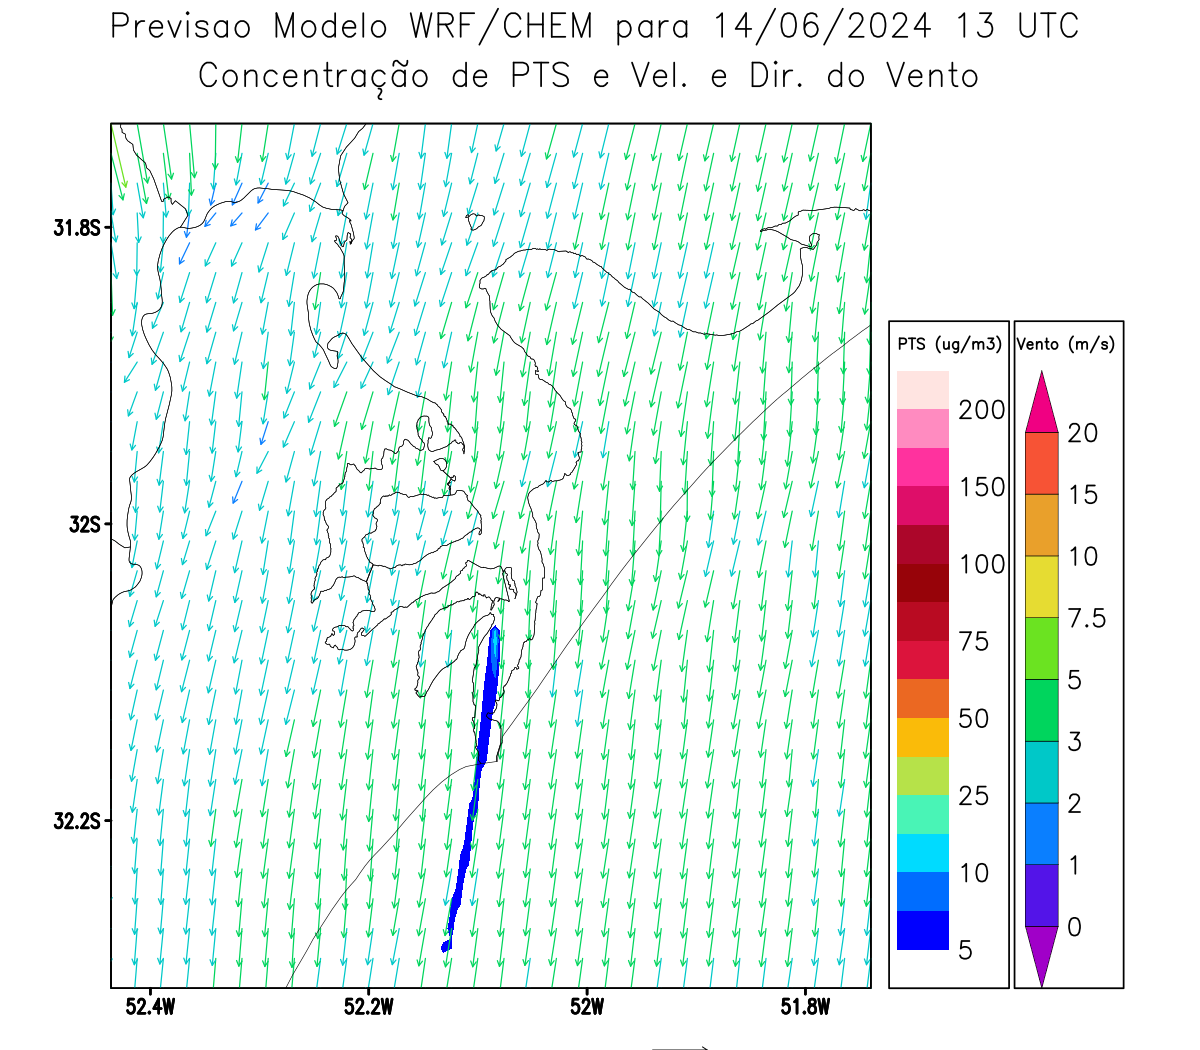 Previsao Modelo WRF/CHEM para 14/06/2024 13 UTC
Concentração de PTS e Vel. e Dir. do Vento
31.8S
32S
32.2S
52.4W
52.2W
52W
51.8W
PTS (ug/m3)
200
150
100
75
50
25
10
5
Vento (m/s)
20
15
10
7.5
5
3
2
1
0